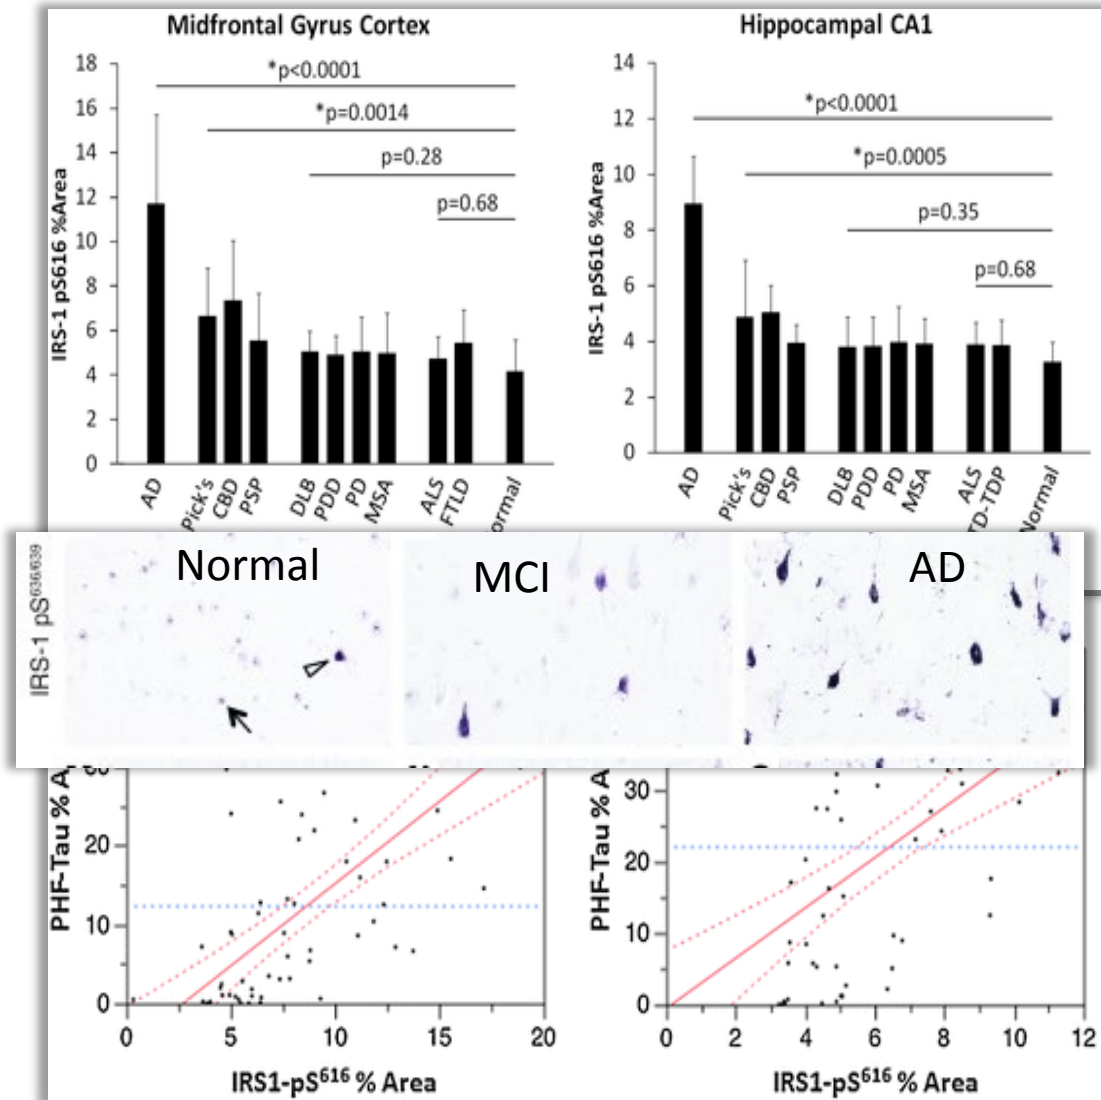 Midfrontal Gyrus Cortex
IRS-1 pS616 %Area
18
16
14
12
10
8
6
4
2
0
*p<0.0001
*p=0.0014
p=0.28
p=0.68
AD
Pick's
CBD
PSP
DLB
PDD
PD
MSA
ALS
FTLD
ormal
Hippocampal CA1
IRS-1 pS616 %Area
14
12
10
8
6
4
2
0
*p<0.0001
*p=0.0005
p=0.35
p=0.68
AD
Pick's
CBD
PSP
DLB
PDD
PD
MSA
ALS
TD-TDP
Normal
IRS-1 pS636/639
Normal
MCI
AD
PHF-Tau % A
20
10
0
0
5
10
15
20
IRS1-pS616 % Area
PHF-Tau % A
30
20
10
0
0
2
4
6
8
10
12
IRS1-pS616 % Area